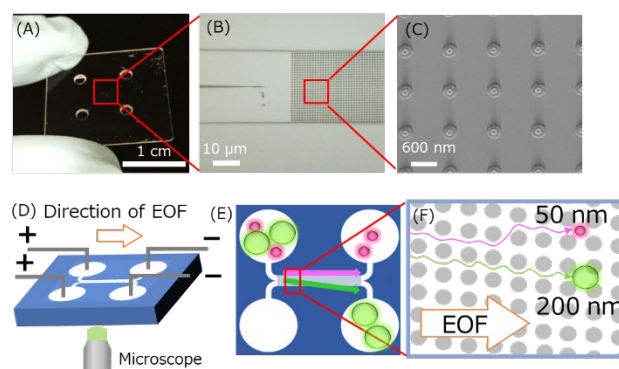 (A)
(B)
(C)
1 cm
10 μm
600 nm
(D) Direction of EOF
+
−
+
−
Microscope
(E)
(F)
50 nm
200 nm
EOF